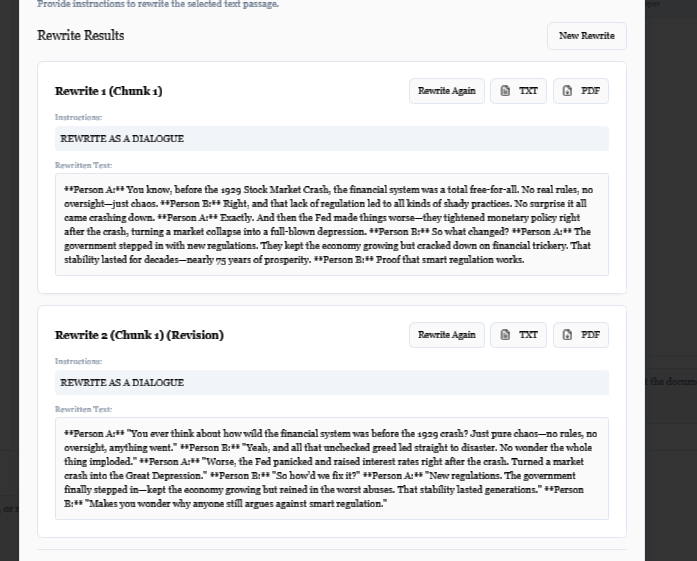 Provide instructions to rewrite the selected text passage.
Rewrite Results
New Rewrite
Rewrite 1 (Chunk 1)
Rewrite Again
TXT
PDF
Instructions:
REWRITE AS A DIALOGUE
Rewritten Text:
**Person A:** You know, before the 1929 Stock Market Crash, the financial system was a total free-for-all. No real rules, no
oversight—just chaos. **Person B:** Right, and that lack of regulation led to all kinds of shady practices. No surprise it all
came crashing down. **Person A:** Exactly. And then the Fed made things worse—they tightened monetary policy right
after the crash, turning a market collapse into a full-blown depression. **Person B:** So what changed? **Person A:** The
government stepped in with new regulations. They kept the economy growing but cracked down on financial trickery. That
stability lasted for decades—nearly 75 years of prosperity. **Person B:** Proof that smart regulation works.
Rewrite 2 (Chunk 1) (Revision)
Rewrite Again
TXT
PDF
Instructions:
REWRITE AS A DIALOGUE
Rewritten Text:
**Person A:** "You ever think about how wild the financial system was before the 1929 crash? Just pure chaos—no rules, no
oversight, anything went." **Person B:** "Yeah, and all that unchecked greed led straight to disaster. No wonder the whole
thing imploded." **Person A:** "Worse, the Fed panicked and raised interest rates right after the crash. Turned a market
crash into the Great Depression." **Person B:** "So how'd we fix it?" **Person A:** "New regulations. The government
finally stepped in—kept the economy growing but reined in the worst abuses. That stability lasted generations." **Person
B:** "Makes you wonder why anyone still argues against smart regulation."
t the docum